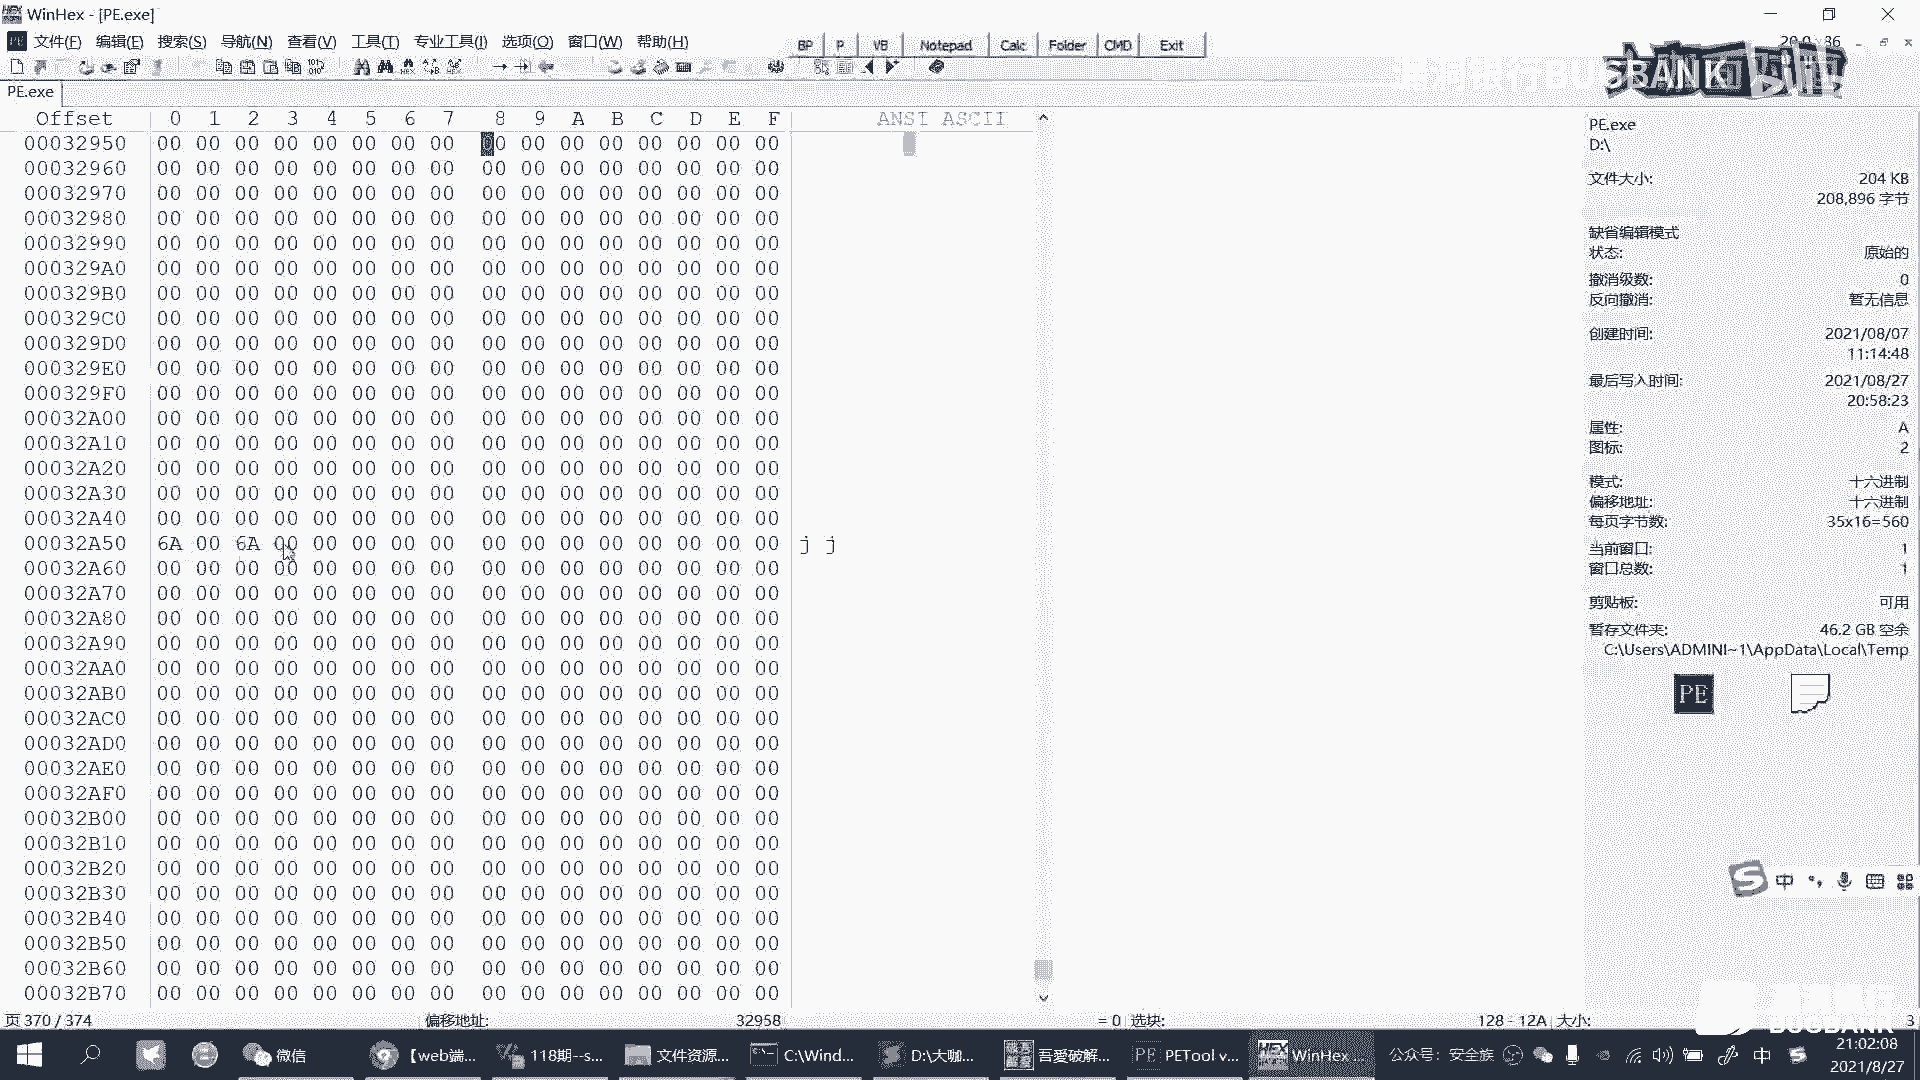 WinHex - [PE.exe]
文件(F) 编辑(E) 搜索(S) 导航(N) 查看(V) 工具(T) 专业工具(I) 选项(O) 窗口(W) 帮助(H)
BP P VB Notepad Calc Folder CMD Exit
BUGBANK
PE.exe
Offset 0 1 2 3 4 5 6 7 8 9 A B C D E F ANSI ASCII
00032950 00 00 00 00 00 00 00 00 00 00 00 00 00 00 00 00
00032960 00 00 00 00 00 00 00 00 00 00 00 00 00 00 00 00
00032970 00 00 00 00 00 00 00 00 00 00 00 00 00 00 00 00
00032980 00 00 00 00 00 00 00 00 00 00 00 00 00 00 00 00
00032990 00 00 00 00 00 00 00 00 00 00 00 00 00 00 00 00
000329A0 00 00 00 00 00 00 00 00 00 00 00 00 00 00 00 00
000329B0 00 00 00 00 00 00 00 00 00 00 00 00 00 00 00 00
000329C0 00 00 00 00 00 00 00 00 00 00 00 00 00 00 00 00
000329D0 00 00 00 00 00 00 00 00 00 00 00 00 00 00 00 00
000329E0 00 00 00 00 00 00 00 00 00 00 00 00 00 00 00 00
000329F0 00 00 00 00 00 00 00 00 00 00 00 00 00 00 00 00
00032A00 00 00 00 00 00 00 00 00 00 00 00 00 00 00 00 00
00032A10 00 00 00 00 00 00 00 00 00 00 00 00 00 00 00 00
00032A20 00 00 00 00 00 00 00 00 00 00 00 00 00 00 00 00
00032A30 00 00 00 00 00 00 00 00 00 00 00 00 00 00 00 00
00032A40 00 00 00 00 00 00 00 00 00 00 00 00 00 00 00 00
00032A50 6A 00 6A 00 00 00 00 00 00 00 00 00 00 00 00 00 j j
00032A60 00 00 00 00 00 00 00 00 00 00 00 00 00 00 00 00
00032A70 00 00 00 00 00 00 00 00 00 00 00 00 00 00 00 00
00032A80 00 00 00 00 00 00 00 00 00 00 00 00 00 00 00 00
00032A90 00 00 00 00 00 00 00 00 00 00 00 00 00 00 00 00
00032AA0 00 00 00 00 00 00 00 00 00 00 00 00 00 00 00 00
00032AB0 00 00 00 00 00 00 00 00 00 00 00 00 00 00 00 00
00032AC0 00 00 00 00 00 00 00 00 00 00 00 00 00 00 00 00
00032AD0 00 00 00 00 00 00 00 00 00 00 00 00 00 00 00 00
00032AE0 00 00 00 00 00 00 00 00 00 00 00 00 00 00 00 00
00032AF0 00 00 00 00 00 00 00 00 00 00 00 00 00 00 00 00
00032B00 00 00 00 00 00 00 00 00 00 00 00 00 00 00 00 00
00032B10 00 00 00 00 00 00 00 00 00 00 00 00 00 00 00 00
00032B20 00 00 00 00 00 00 00 00 00 00 00 00 00 00 00 00
00032B30 00 00 00 00 00 00 00 00 00 00 00 00 00 00 00 00
00032B40 00 00 00 00 00 00 00 00 00 00 00 00 00 00 00 00
00032B50 00 00 00 00 00 00 00 00 00 00 00 00 00 00 00 00
00032B60 00 00 00 00 00 00 00 00 00 00 00 00 00 00 00 00
00032B70 00 00 00 00 00 00 00 00 00 00 00 00 00 00 00 00
PE.exe
D:\
文件大小: 204 KB
208,896 字节
缺省编辑模式
状态: 原始的
撤消级数: 0
反向撤消: 暂无信息
创建时间: 2021/08/07
11:14:48
最后写入时间: 2021/08/27
20:58:23
属性: A
图标: 2
模式: 十六进制
偏移地址: 十六进制
每页字节数: 35x16=560
当前窗口: 1
窗口总数: 1
剪贴板: 可用
暂存文件夹: 46.2 GB 空余
C:\Users\ADMINI~1\AppData\Local\Temp
PE
中
页 370 / 374 偏移地址: 32958 = 0 选块: 128 - 12A 大小: 3
BUGBANK
微信 【web端... 118期--s... 文件资源... C:\Wind... D:\大咖... 吾愛破解... PETool v... WinHex ... 公众号: 安全族 中
21:02:08
2021/8/27